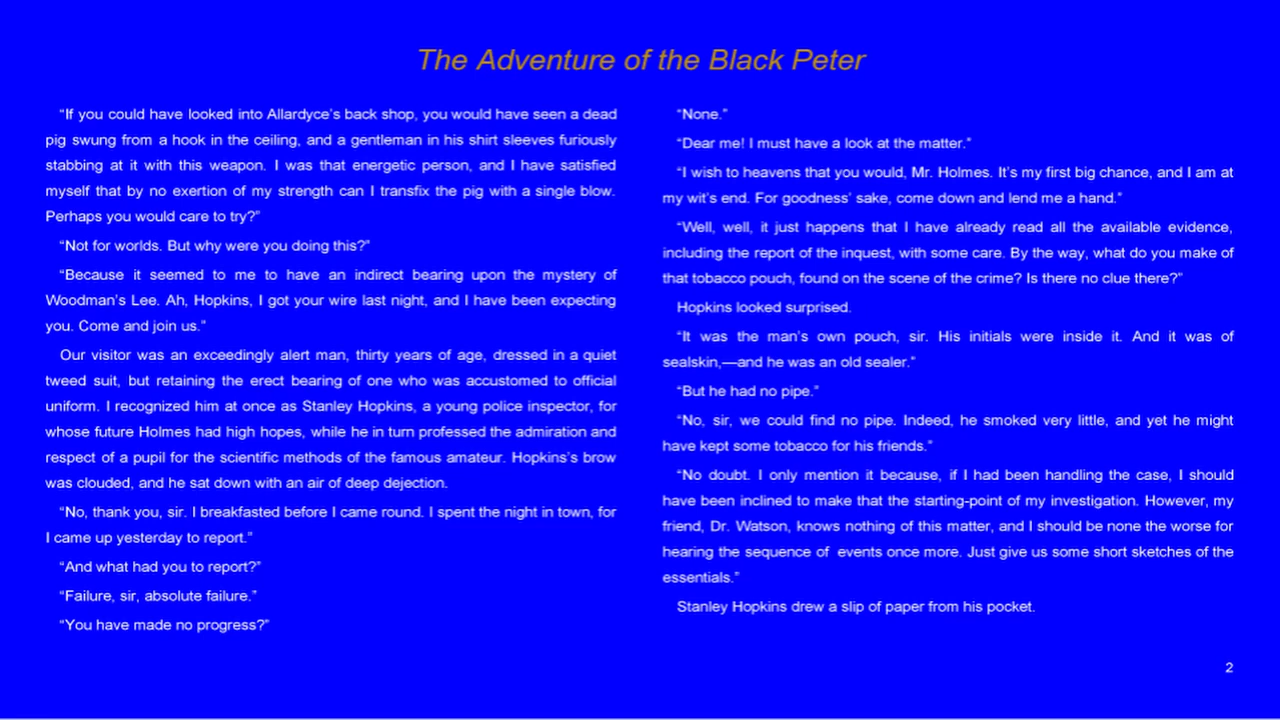 The Adventure of the Black Peter
“If you could have looked into Allardyce’s back shop, you would have seen a dead
pig swung from a hook in the ceiling, and a gentleman in his shirt sleeves furiously
stabbing at it with this weapon. I was that energetic person, and I have satisfied
myself that by no exertion of my strength can I transfix the pig with a single blow.
Perhaps you would care to try?”
“Not for worlds. But why were you doing this?”
“Because it seemed to me to have an indirect bearing upon the mystery of
Woodman’s Lee. Ah, Hopkins, I got your wire last night, and I have been expecting
you. Come and join us.”
Our visitor was an exceedingly alert man, thirty years of age, dressed in a quiet
tweed suit, but retaining the erect bearing of one who was accustomed to official
uniform. I recognized him at once as Stanley Hopkins, a young police inspector, for
whose future Holmes had high hopes, while he in turn professed the admiration and
respect of a pupil for the scientific methods of the famous amateur. Hopkins’s brow
was clouded, and he sat down with an air of deep dejection.
“No, thank you, sir. I breakfasted before I came round. I spent the night in town, for
I came up yesterday to report.”
“And what had you to report?”
“Failure, sir, absolute failure.”
“You have made no progress?”
“None.”
“Dear me! I must have a look at the matter.”
“I wish to heavens that you would, Mr. Holmes. It’s my first big chance, and I am at
my wit’s end. For goodness’ sake, come down and lend me a hand.”
“Well, well, it just happens that I have already read all the available evidence,
including the report of the inquest, with some care. By the way, what do you make of
that tobacco pouch, found on the scene of the crime? Is there no clue there?”
Hopkins looked surprised.
“It was the man’s own pouch, sir. His initials were inside it. And it was of
sealskin,—and he was an old sealer.”
“But he had no pipe.”
“No, sir, we could find no pipe. Indeed, he smoked very little, and yet he might
have kept some tobacco for his friends.”
“No doubt. I only mention it because, if I had been handling the case, I should
have been inclined to make that the starting-point of my investigation. However, my
friend, Dr. Watson, knows nothing of this matter, and I should be none the worse for
hearing the sequence of events once more. Just give us some short sketches of the
essentials.”
Stanley Hopkins drew a slip of paper from his pocket.
2